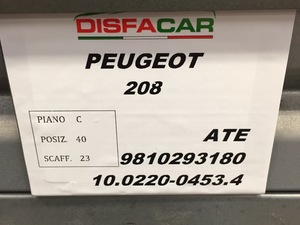 DISFACAR
PEUGEOT
208
PIANO C
POSIZ. 40
SCAFF. 23
ATE
9810293180
10.0220-0453.4